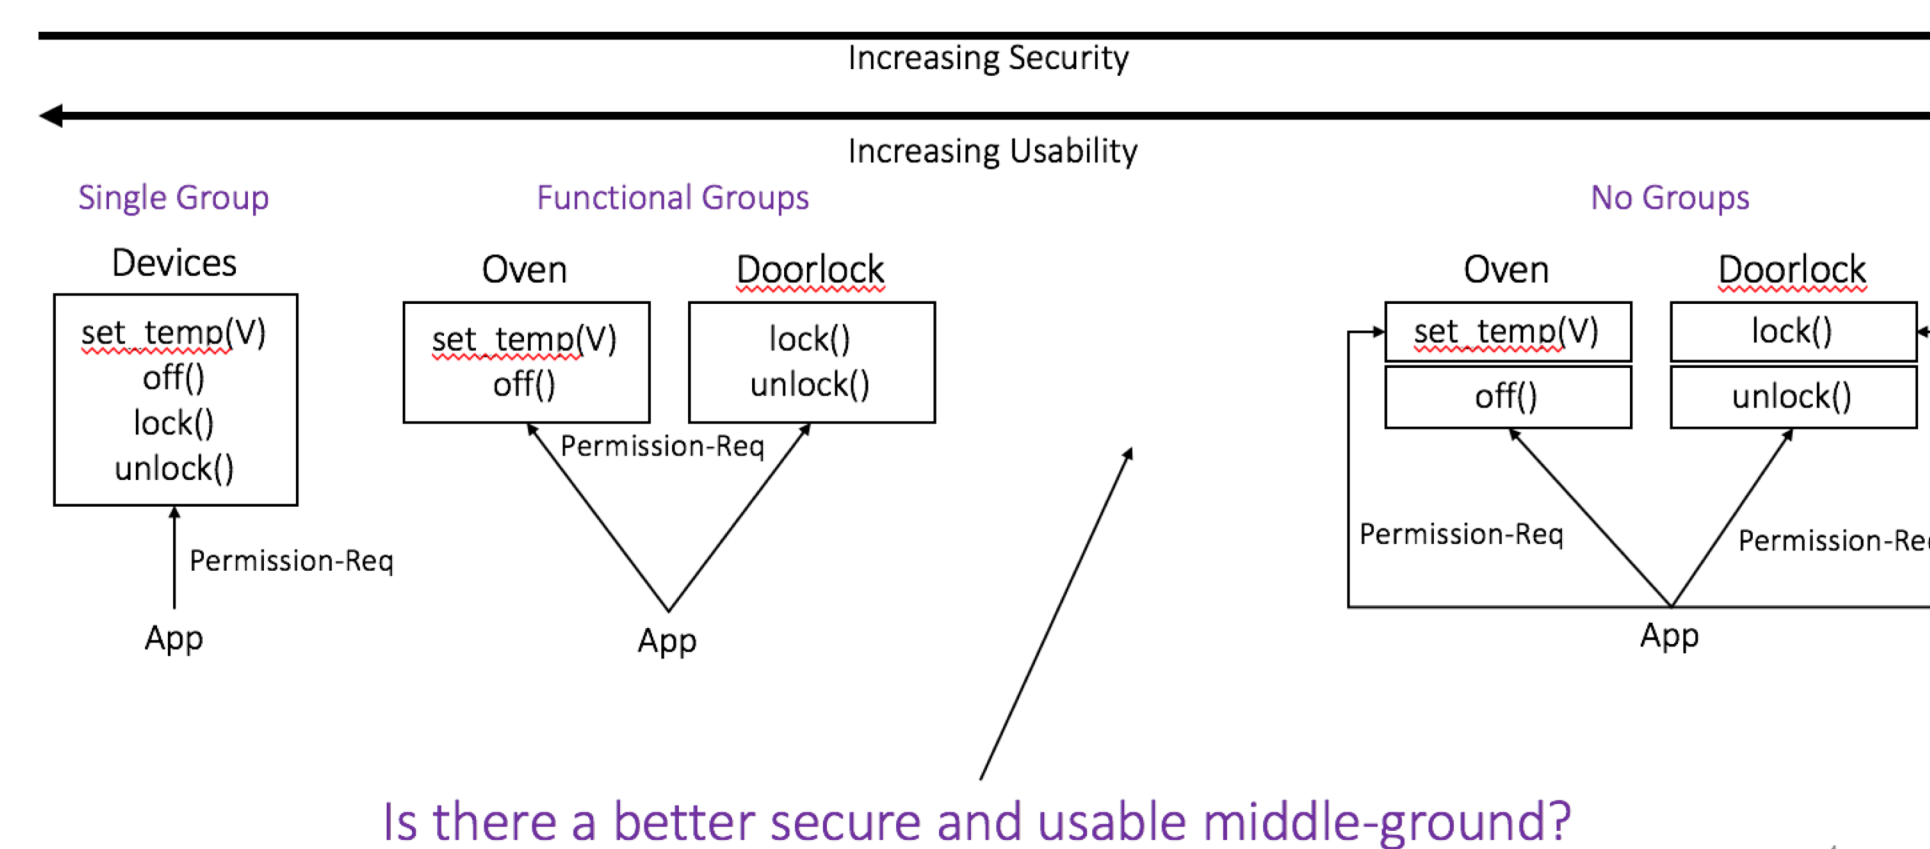 Increasing Security
Increasing Usability
Single Group
Functional Groups
No Groups
Devices
Oven
Doorlock
Oven
Doorlock
set_temp(V)
off()
lock()
unlock()
set_temp(V)
off()
lock()
unlock()
set_temp(V)
off()
lock()
unlock()
Permission-Req
Permission-Req
Permission-Req
Permission-Re
App
App
App
Is there a better secure and usable middle-ground?